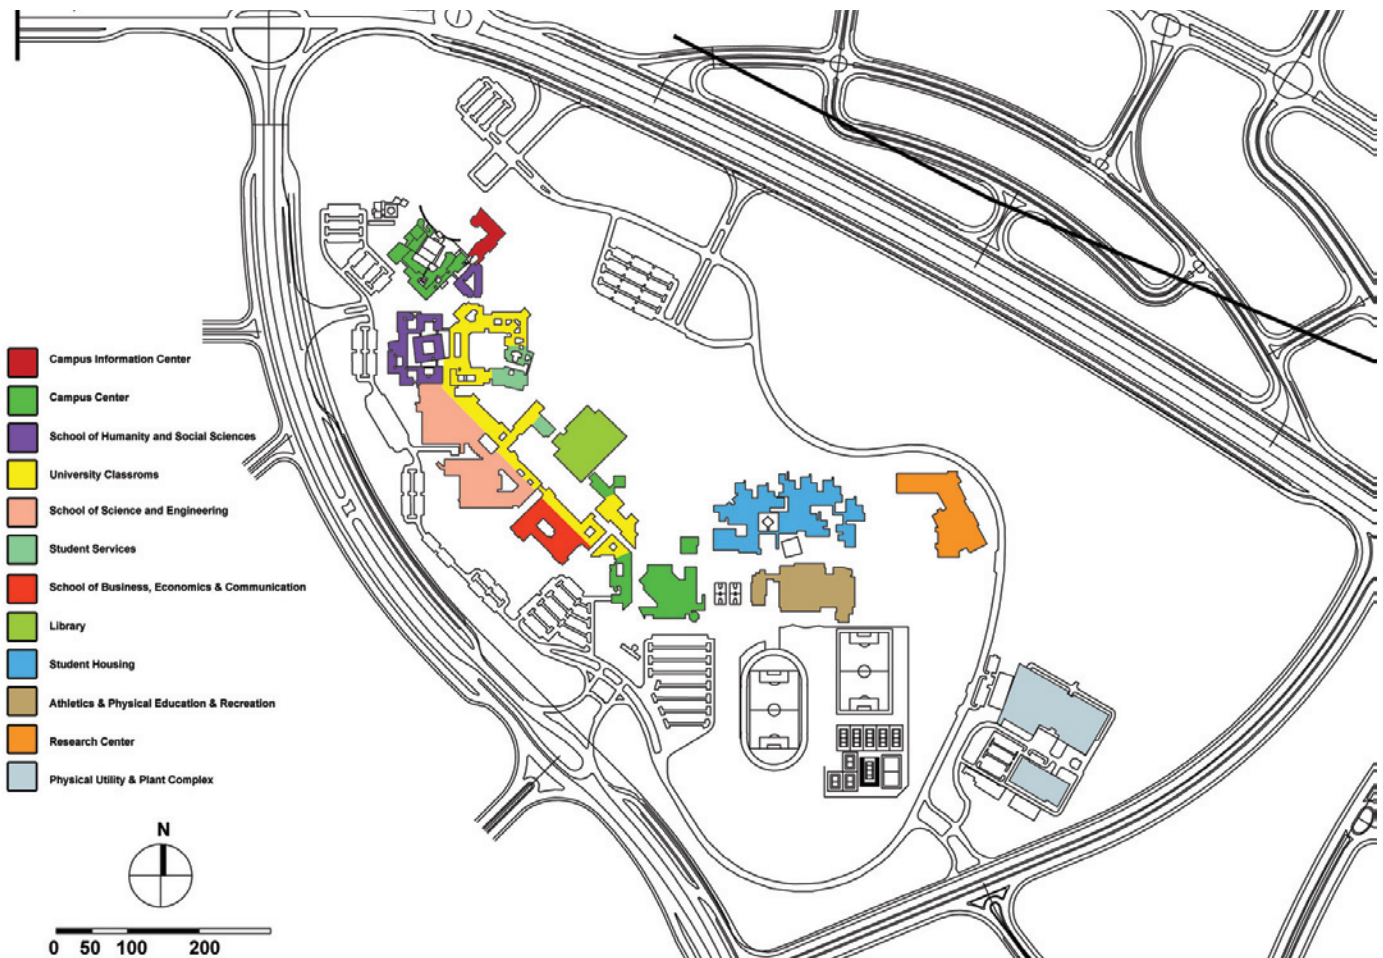 Campus Information Center
Campus Center
School of Humanity and Social Sciences
University Classroms
School of Science and Engineering
Student Services
School of Business, Economics & Communication
Library
Student Housing
Athletics & Physical Education & Recreation
Research Center
Physical Utility & Plant Complex
N
0 50 100 200